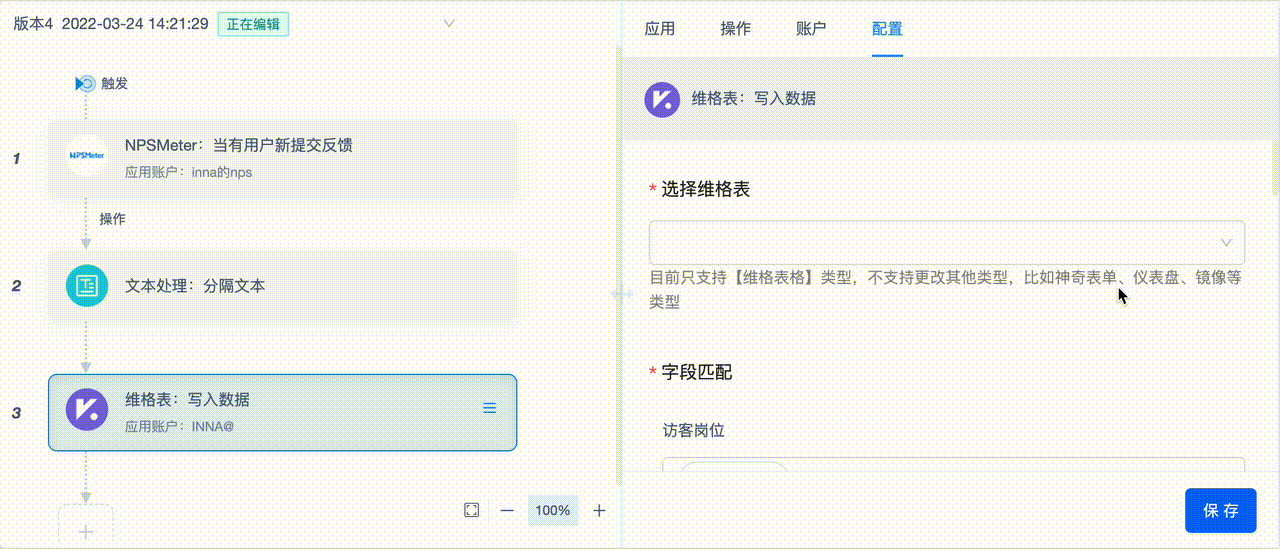 版本4 2022-03-24 14:21:29 正在编辑
触发
1
NPSMeter
NPSMeter：当有用户新提交反馈
应用账户：inna的nps
操作
2
文本处理：分隔文本
3
维格表：写入数据
应用账户：INNA@
100%
应用 操作 账户 配置
维格表：写入数据
* 选择维格表
目前只支持【维格表格】类型，不支持更改其他类型，比如神奇表单、仪表盘、镜像等
类型
* 字段匹配
访客岗位
保 存